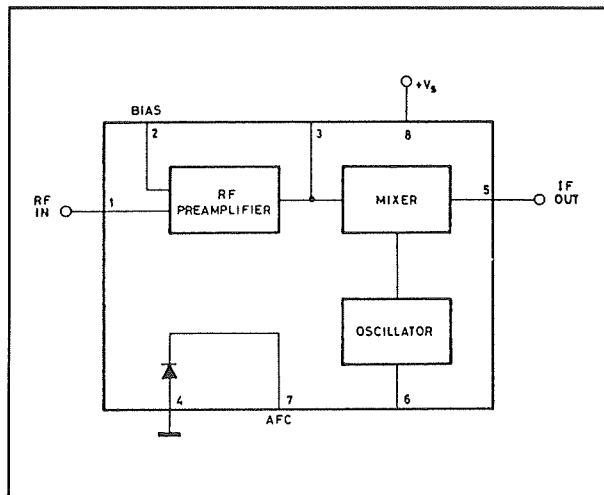 +Vs
BIAS
2
3
8
RF
IN
1
RF
PREAMPLIFIER
MIXER
5
IF
OUT
OSCILLATOR
4
7
6
AFC